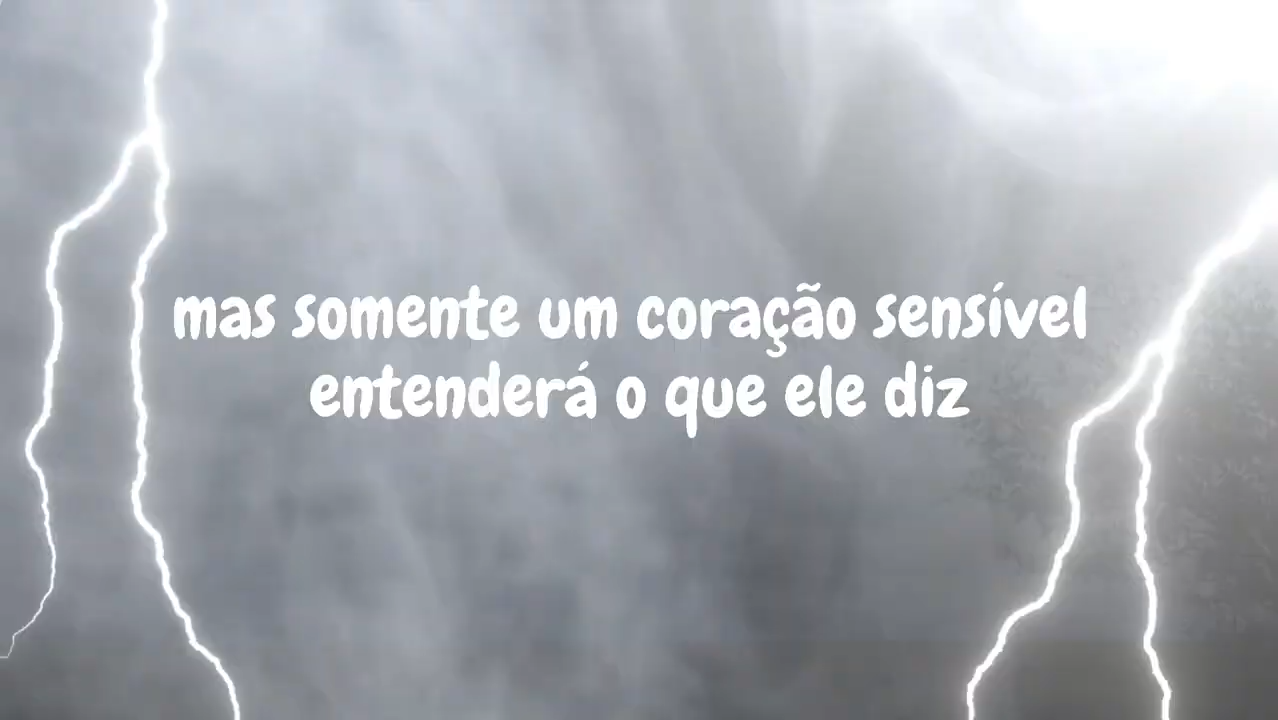 mas somente um coração sensível
entenderá o que ele diz